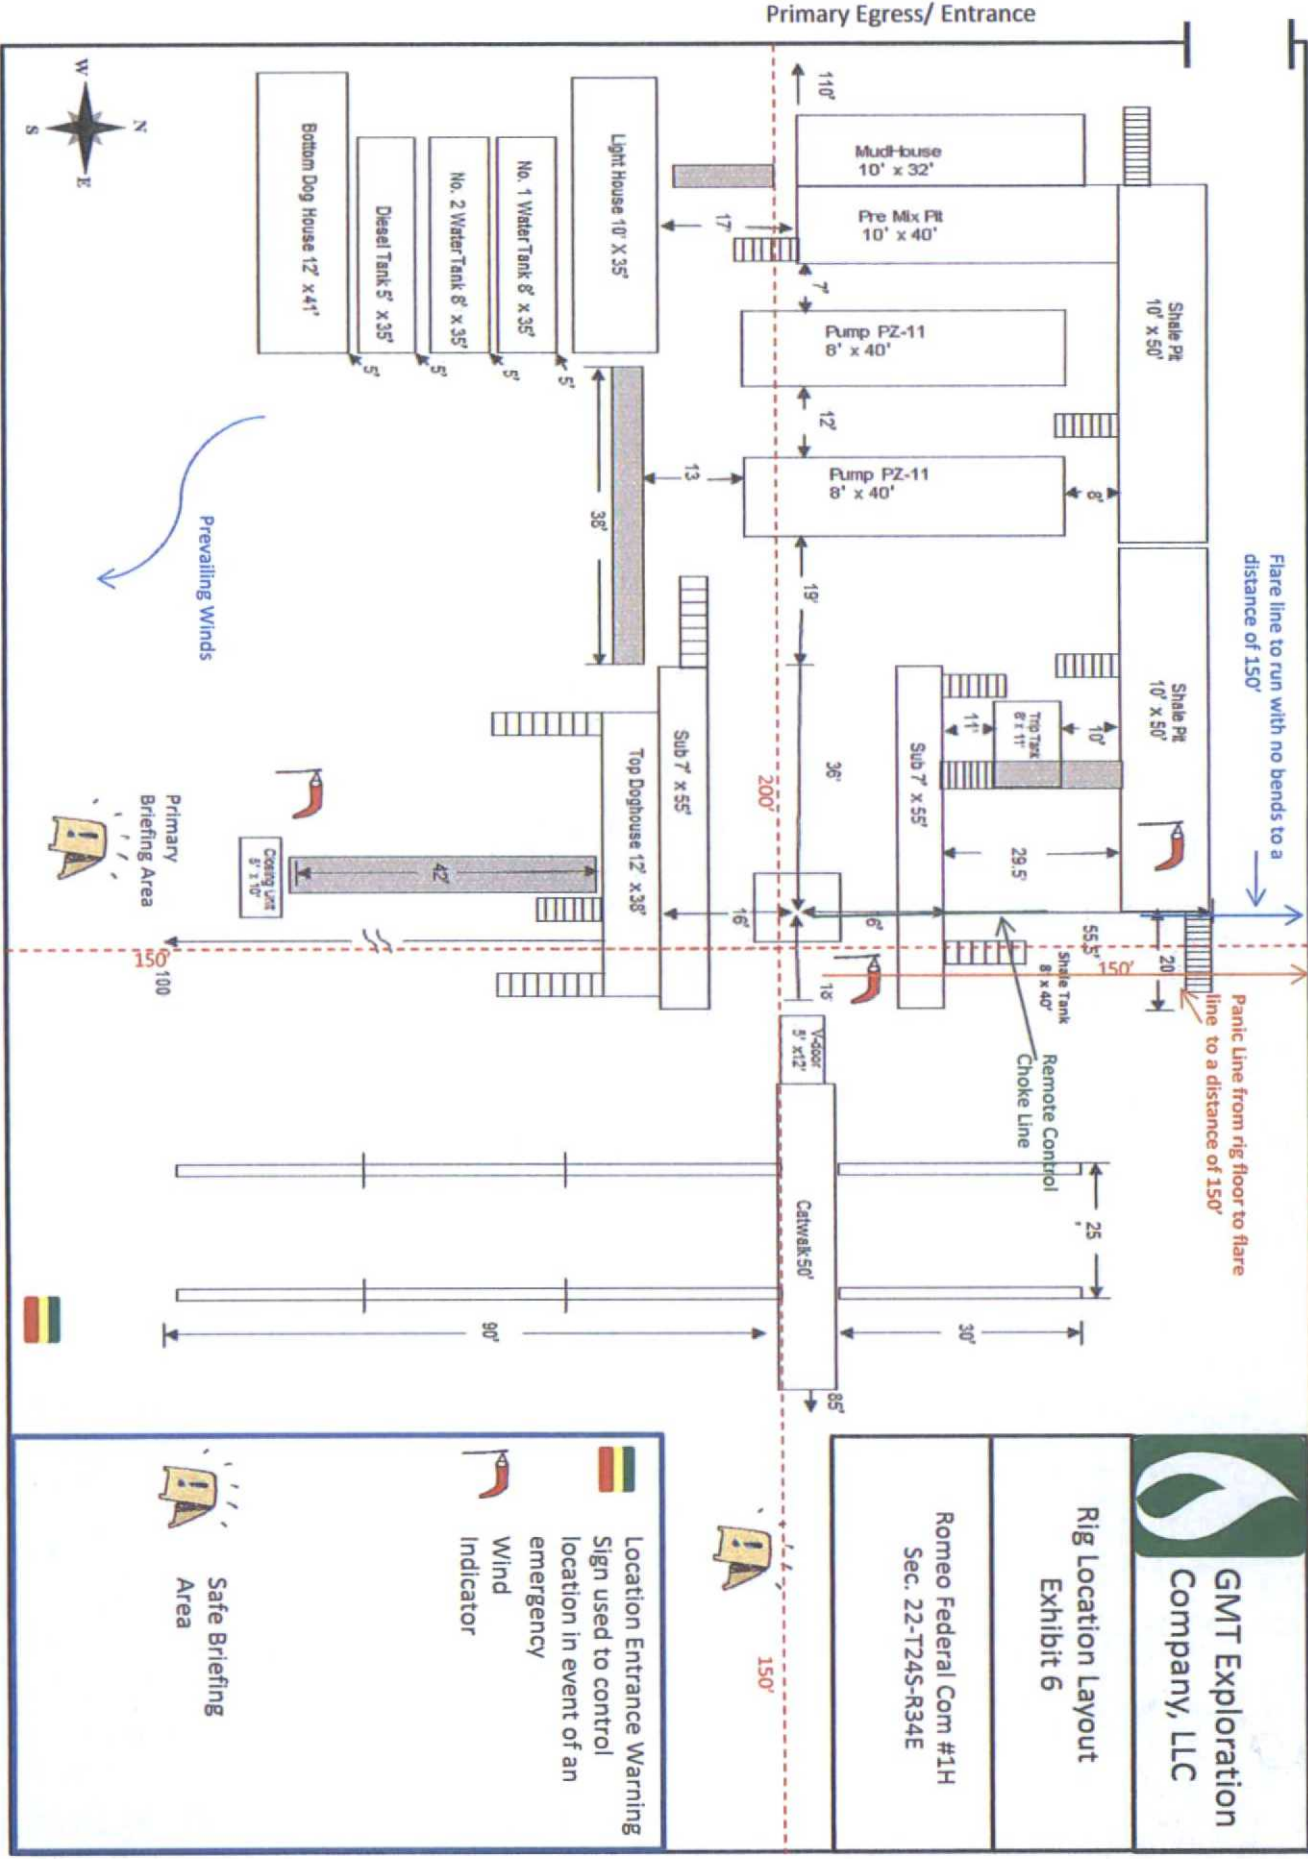 Primary Egress/ Entrance
GMT Exploration
Company, LLC
Rig Location Layout
Exhibit 6
Romeo Federal Com #1H
Sec. 22-T24S-R34E
Location Entrance Warning
Sign used to control
location in event of an
emergency
Wind
Indicator
Safe Briefing
Area
Flare line to run with no bends to a
distance of 150'
Panic Line from rig floor to flare
line to a distance of 150'
Remote Control
Choke Line
Shale Pit
10' x 50'
Shale Pit
10' x 50'
MudHouse
10' x 32'
Pre Mix Pit
10' x 40'
Pump PZ-11
8' x 40'
Pump PZ-11
8' x 40'
110'
17'
7'
12'
13
8'
19'
38'
36'
Trip Tank
8' x 11'
11'
10'
29.5'
55.5'
20'
Shale Tank
8' x 40'
150'
Sub 7' x 55'
Sub 7' x 55'
Top Doghouse 12' x 38'
200'
16'
16'
18'
V-door
5' x12'
Catwalk 50'
85'
25'
30'
90'
150'
Light House 10' X 35'
No. 1 Water Tank 8' x 35'
No. 2 Water Tank 8' x 35'
Diesel Tank 5' x 35'
Bottom Dog House 12' x 41'
5'
5'
5'
5'
Closing Unit
5' x 10'
42'
Primary
Briefing Area
150'
100
Prevailing Winds
N
W
E
S